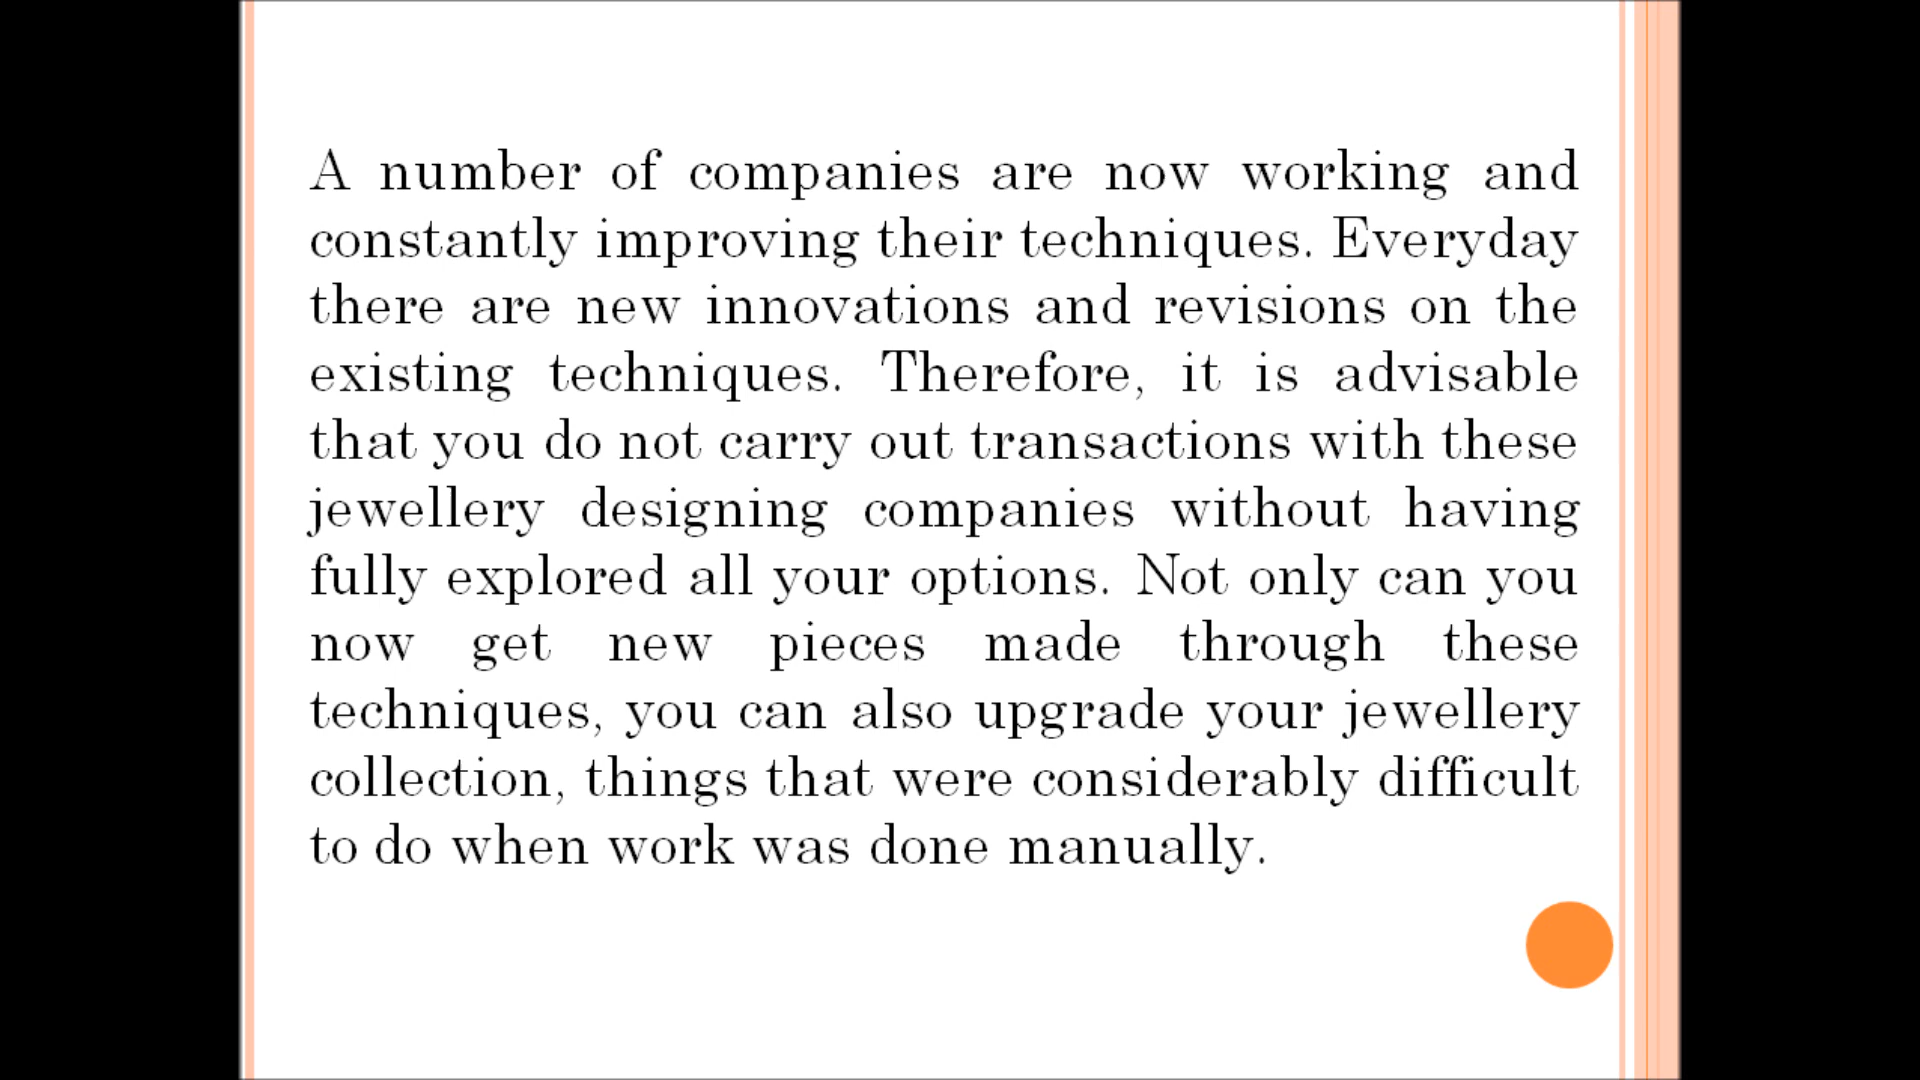 A number of companies are now working and
constantly improving their techniques. Everyday
there are new innovations and revisions on the
existing techniques. Therefore, it is advisable
that you do not carry out transactions with these
jewellery designing companies without having
fully explored all your options. Not only can you
now get new pieces made through these
techniques, you can also upgrade your jewellery
collection, things that were considerably difficult
to do when work was done manually.